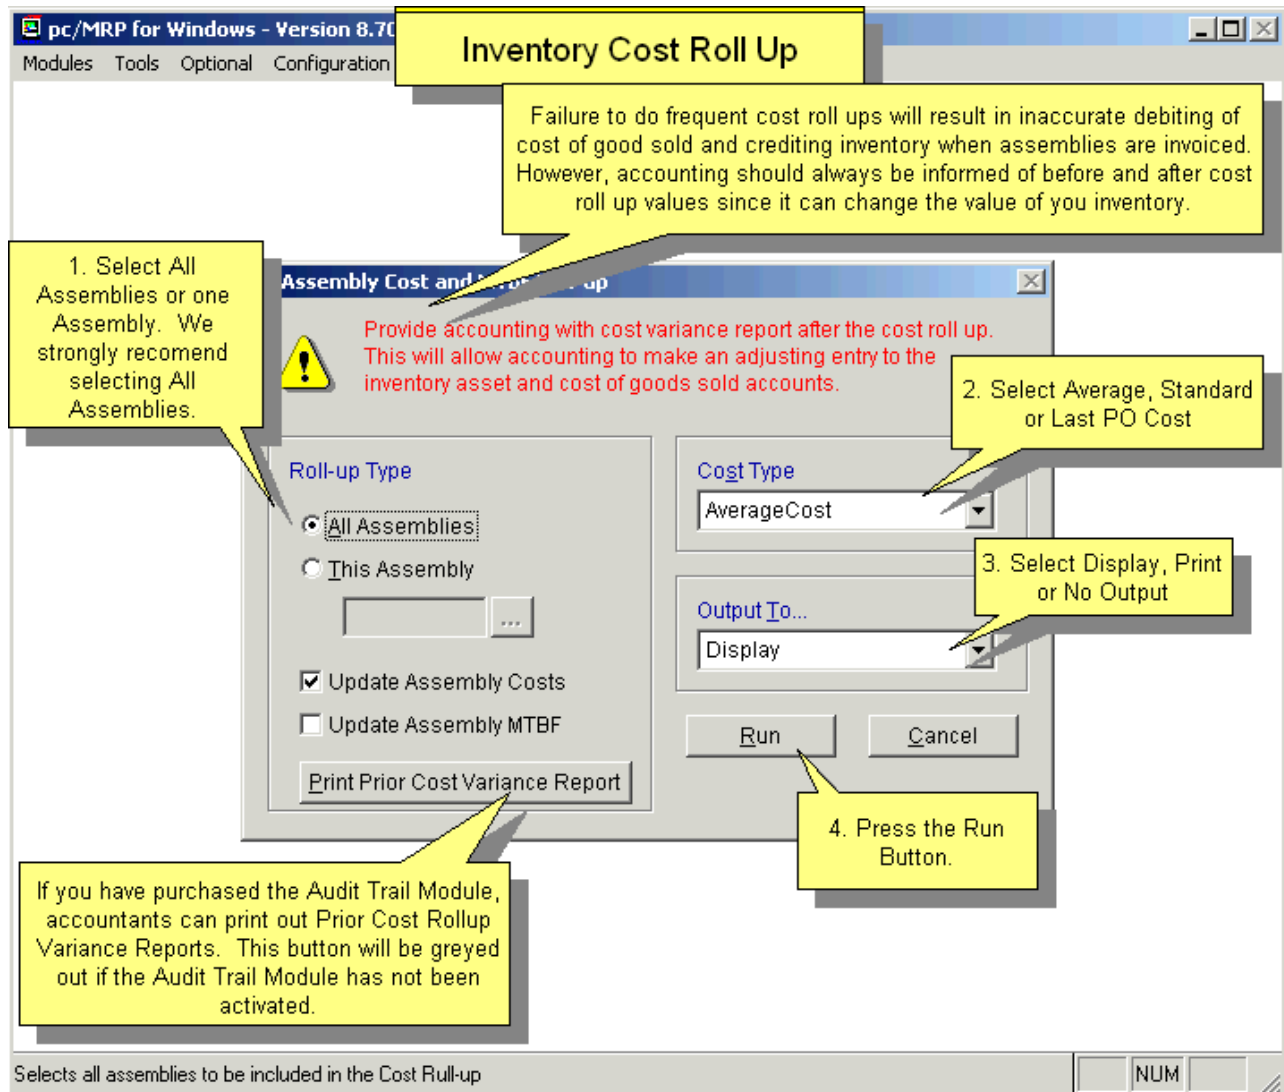 pc/MRP for Windows - Version 8.70
Inventory Cost Roll Up
Modules Tools Optional Configuration
Failure to do frequent cost roll ups will result in inaccurate debiting of
cost of good sold and crediting inventory when assemblies are invoiced.
However, accounting should always be informed of before and after cost
roll up values since it can change the value of you inventory.
1. Select All
Assemblies or one
Assembly. We
strongly recomend
selecting All
Assemblies.
Assembly Cost and
Provide accounting with cost variance report after the cost roll up.
This will allow accounting to make an adjusting entry to the
inventory asset and cost of goods sold accounts.
2. Select Average, Standard
or Last PO Cost
Roll-up Type
All Assemblies
This Assembly
...
Update Assembly Costs
Update Assembly MTBF
Print Prior Cost Variance Report
Cost Type
AverageCost
3. Select Display, Print
or No Output
Output To...
Display
Run Cancel
4. Press the Run
Button.
If you have purchased the Audit Trail Module,
accountants can print out Prior Cost Rollup
Variance Reports. This button will be greyed
out if the Audit Trail Module has not been
activated.
Selects all assemblies to be included in the Cost Rull-up
NUM